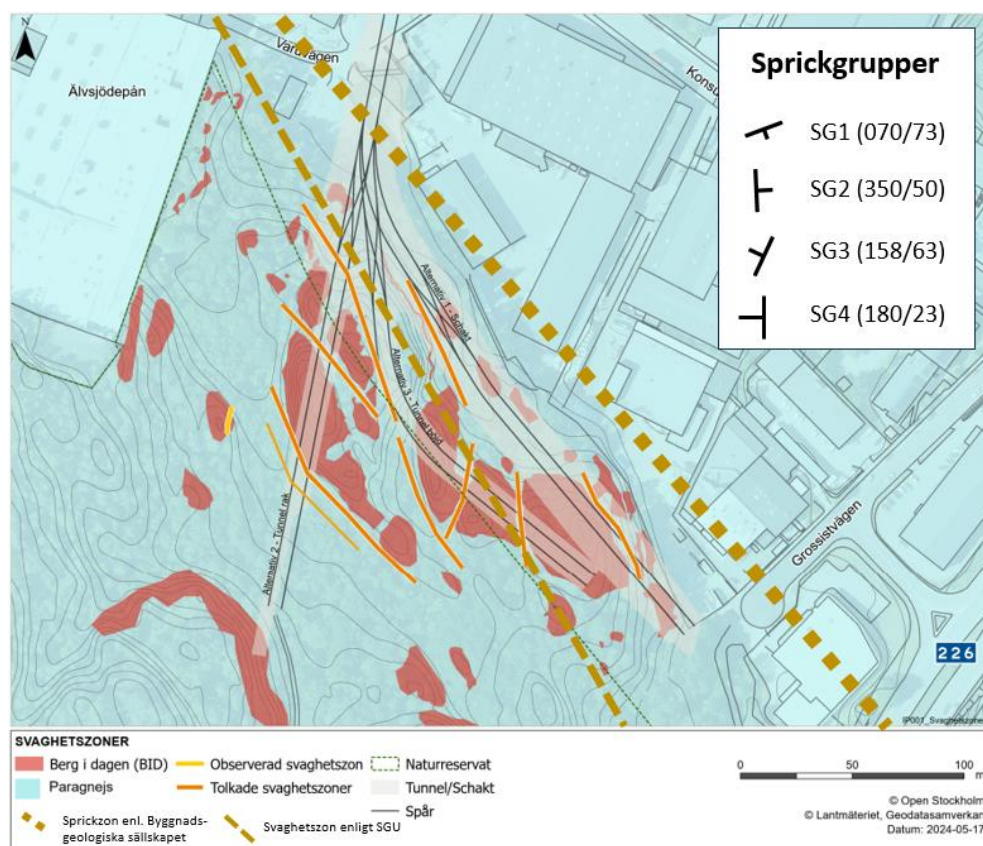 N
Vardvägen
Älvsjödepån
Konsu
Sprickgrupper
SG1 (070/73)
SG2 (350/50)
SG3 (158/63)
SG4 (180/23)
Alternativ 1 - Schakt
Alternativ 3 - Tunnel böjd
Alternativ 2 - Tunnel rak
Grossistvägen
226
IP001_Svaghetszoner
SVAGHETSZONER
Berg i dagen (BID)
Observerad svaghetszon
Naturreservat
Paragnejs
Tolkade svaghetszoner
Tunnel/Schakt
Spår
Sprickzon enl. Byggnads-
geologiska sällskapet
Svaghetszon enligt SGU
0 50 100
m
© Open Stockholm
© Lantmäteriet, Geodatasamverkan
Datum: 2024-05-17